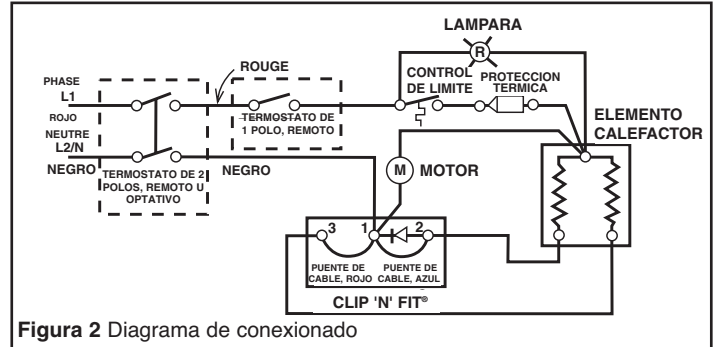 LAMPARA
R
ROUGE
CONTROL
DE LIMITE
PROTECCION
TERMICA
PHASE
L1
ROJO
NEUTRE
L2/N
NEGRO
TERMOSTATO DE
1 POLO, REMOTO
ELEMENTO
CALEFACTOR
TERMOSTATO DE 2
POLOS, REMOTO U
OPTATIVO
NEGRO
M
MOTOR
3
1
2
PUENTE DE
CABLE, ROJO
PUENTE DE
CABLE, AZUL
CLIP 'N' FIT®
Figura 2 Diagrama de conexionado